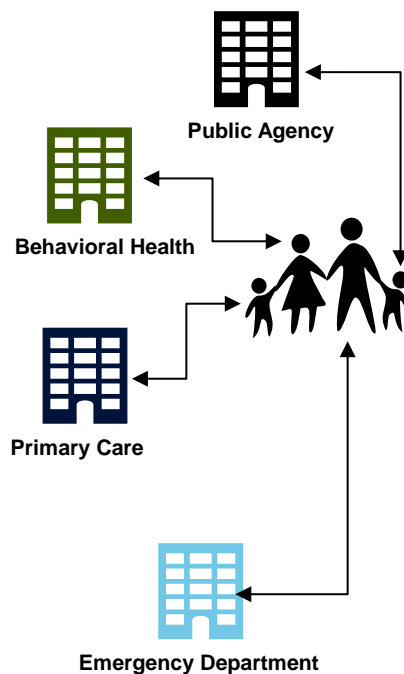 Public Agency
Behavioral Health
Primary Care
Emergency Department